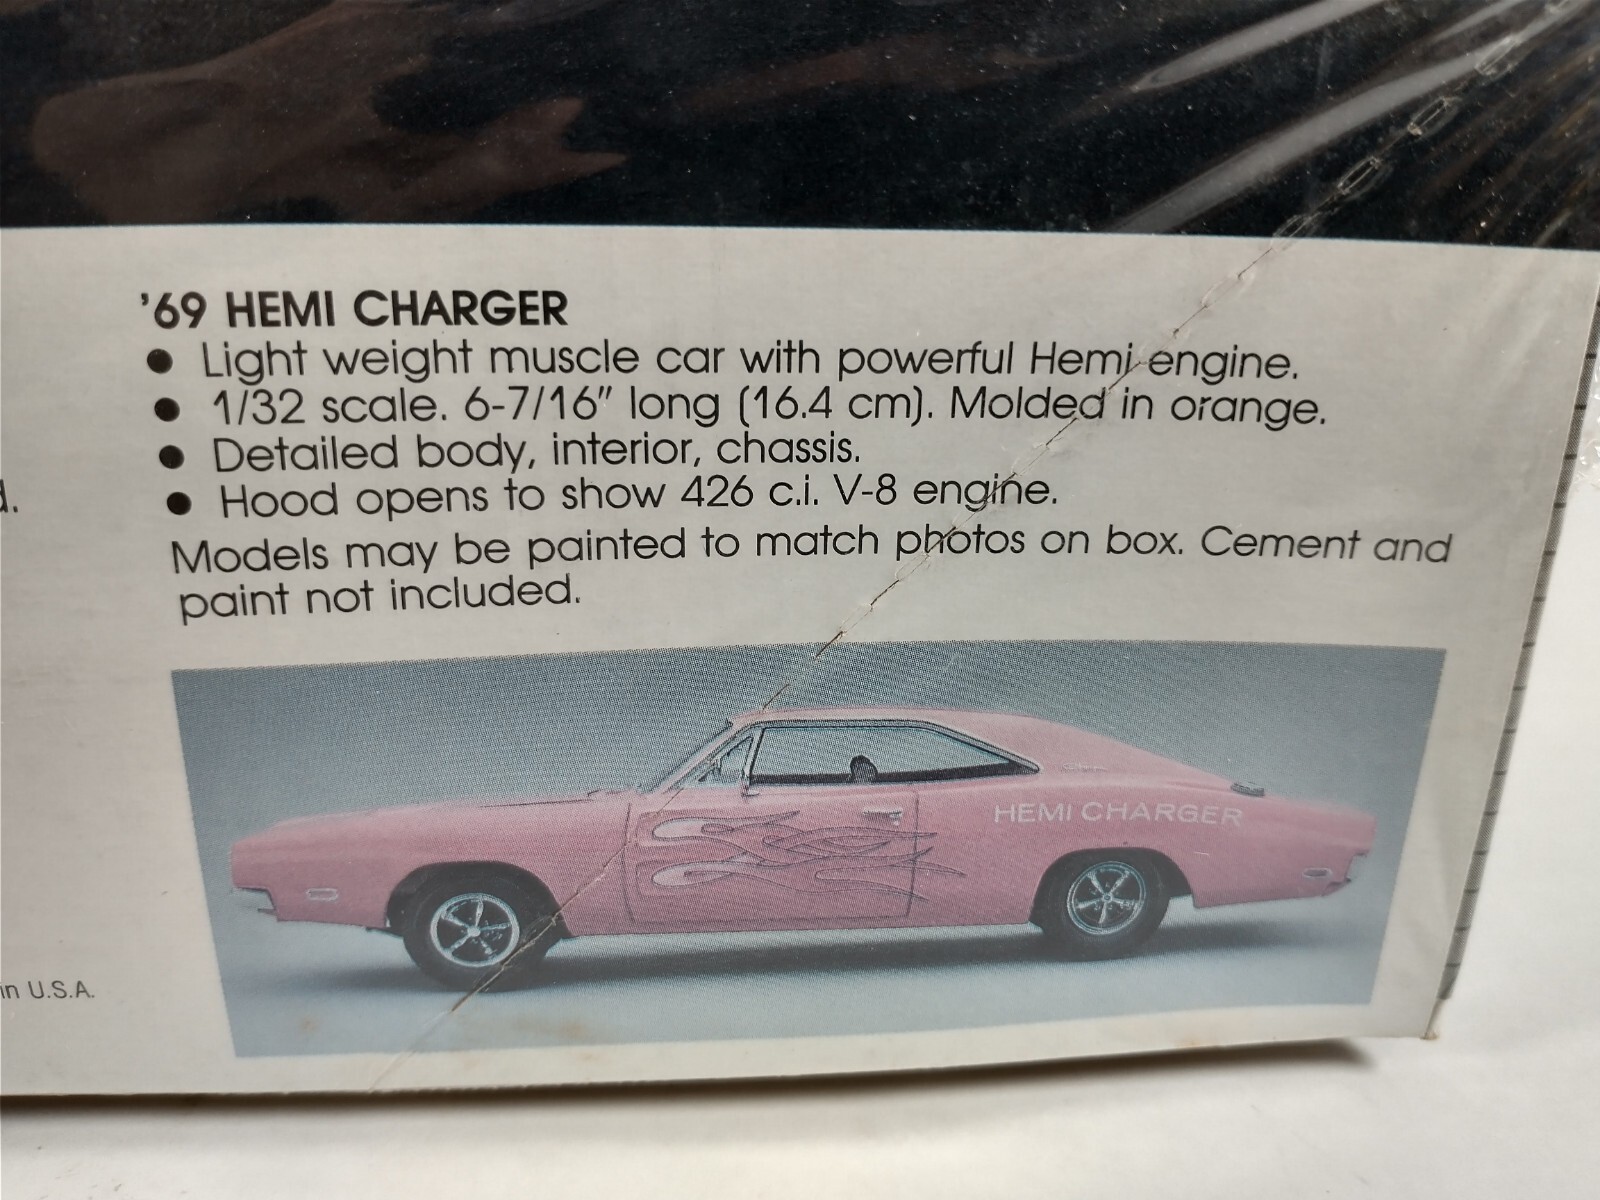 '69 HEMI CHARGER
● Light weight muscle car with powerful Hemi engine.
● 1/32 scale. 6-7/16" long (16.4 cm). Molded in orange.
● Detailed body, interior, chassis.
● Hood opens to show 426 c.i. V-8 engine.
Models may be painted to match photos on box. Cement and
paint not included.
d.
HEMI CHARGER
in U.S.A.